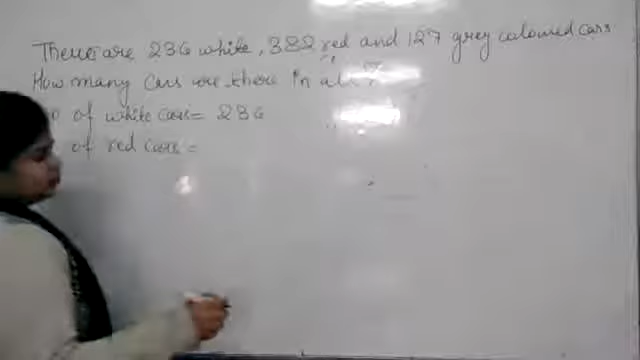 There are 236 white, 382 red and 127 grey coloured cars
How many cars are there in all?
of white cars = 236
of red cars =